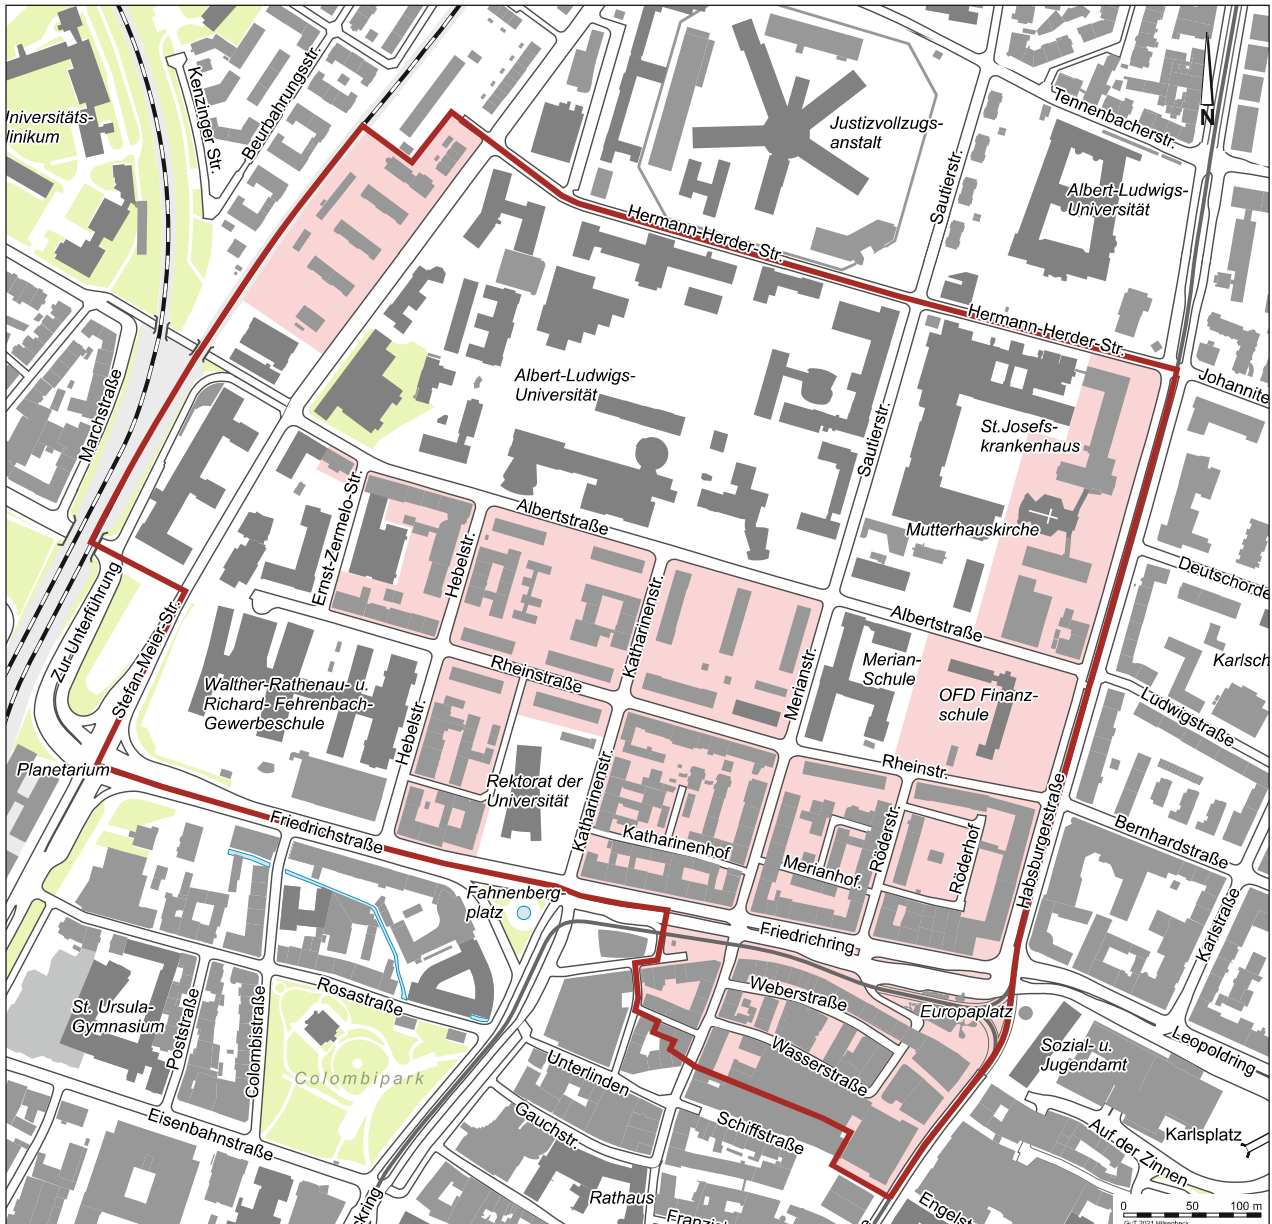 Kenzinger Str.
Beurbahrungsstr.
linikum
Justizvollzugs-
anstalt
Tennenbacherstr.
N
Sautierstr.
Albert-Ludwigs-
Universität
Hermann-Herder-Str.
Hermann-Herder-Str.
Marchstraße
Albert-Ludwigs-
Universität
Sautierstr.
St.Josefs-
krankenhaus
Johannite
Albertstraße
Mutterhauskirche
Ernst-Zermelo-Str.
Hebelstr.
Zur-Unterführung
Stefan-Meier-Str.
Katharinenstr.
Albertstraße
Deutschorde
Merian-
Schule
Karlsch
Rheinstraße
Merianstr.
Walther-Rathenau- u.
Richard- Fehrenbach-
Gewerbeschule
OFD Finanz-
schule
Ludwigstraße
Hebelstr.
Planetarium
Rektorat der
Universität
Katharinenstr.
Rheinstr.
Habsburgerstraße
Friedrichstraße
Katharinenhof
Merianhof.
Röderstr.
Röderhof
Bernhardstraße
Fahnenberg-
platz
Friedrichring
Karlstraße
St. Ursula-
Gymnasium
Poststraße
Colombistraße
Rosastraße
Weberstraße
Europaplatz
Wasserstraße
Sozial- u.
Jugendamt
Leopoldring
Colombipark
Unterlinden
Gauchstr.
Eisenbahnstraße
Schiffstraße
Karlsplatz
Auf der Zinnen
Rathaus
ckring
Franzis
Engelst
0 50 100 m